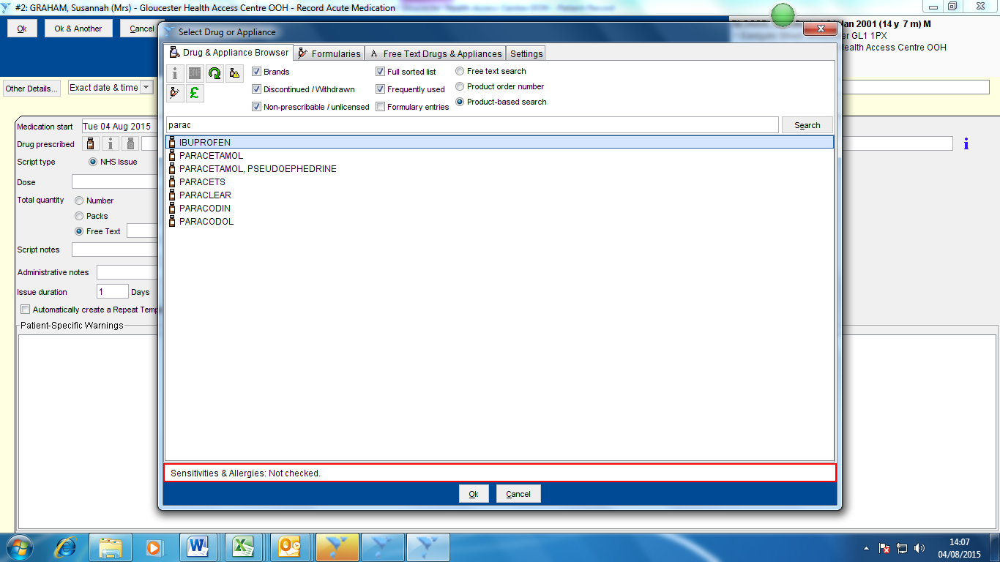 #2: GRAHAM, Susannah (Mrs) - Gloucester Health Access Centre OOH - Record Acute Medication
Ok
Ok & Another
Cancel
Jan 2001 (14 y 7 m) M
GL1 1PX
Health Access Centre OOH
Other Details...
Exact date & time
Select Drug or Appliance
Drug & Appliance Browser
Formularies
Free Text Drugs & Appliances
Settings
Brands
Full sorted list
Free text search
Discontinued / Withdrawn
Frequently used
Product order number
Non-prescribable / unlicensed
Formulary entries
Product-based search
parac
Search
IBUPROFEN
PARACETAMOL
PARACETAMOL, PSEUDOEPHEDRINE
PARACETS
PARACLEAR
PARACODIN
PARACODOL
Sensitivities & Allergies: Not checked.
Ok
Cancel
Medication start
Tue 04 Aug 2015
Drug prescribed
Script type
NHS Issue
Dose
Total quantity
Number
Packs
Free Text
Script notes
Administrative notes
Issue duration
1
Days
Automatically create a Repeat Temp
Patient-Specific Warnings
14:07
04/08/2015